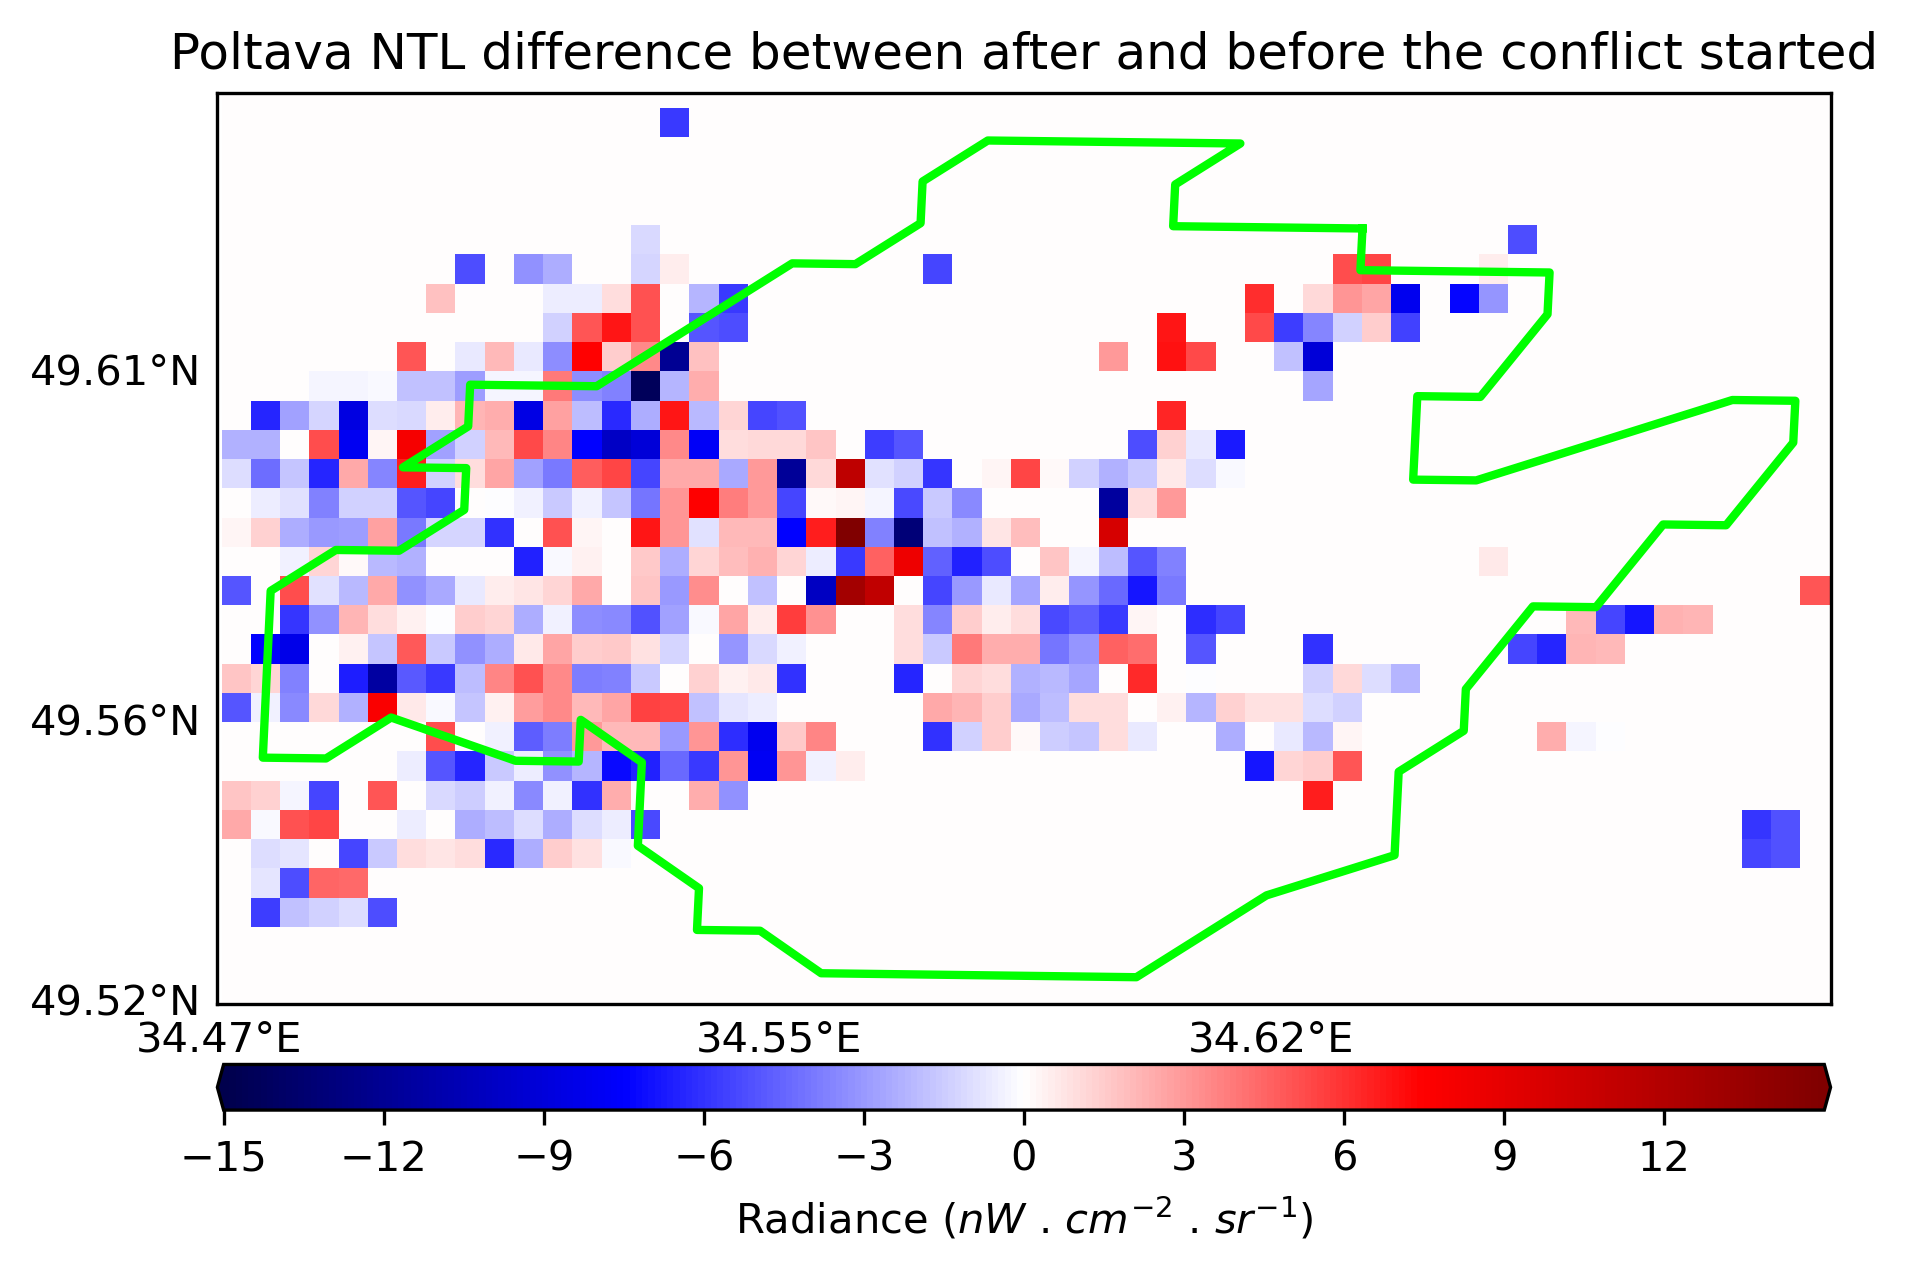 Poltava NTL difference between after and before the conflict started
49.61°N
49.56°N
49.52°N
34.47°E 34.55°E 34.62°E
−15 −12 −9 −6 −3 0 3 6 9 12
Radiance (nW . cm⁻² . sr⁻¹)